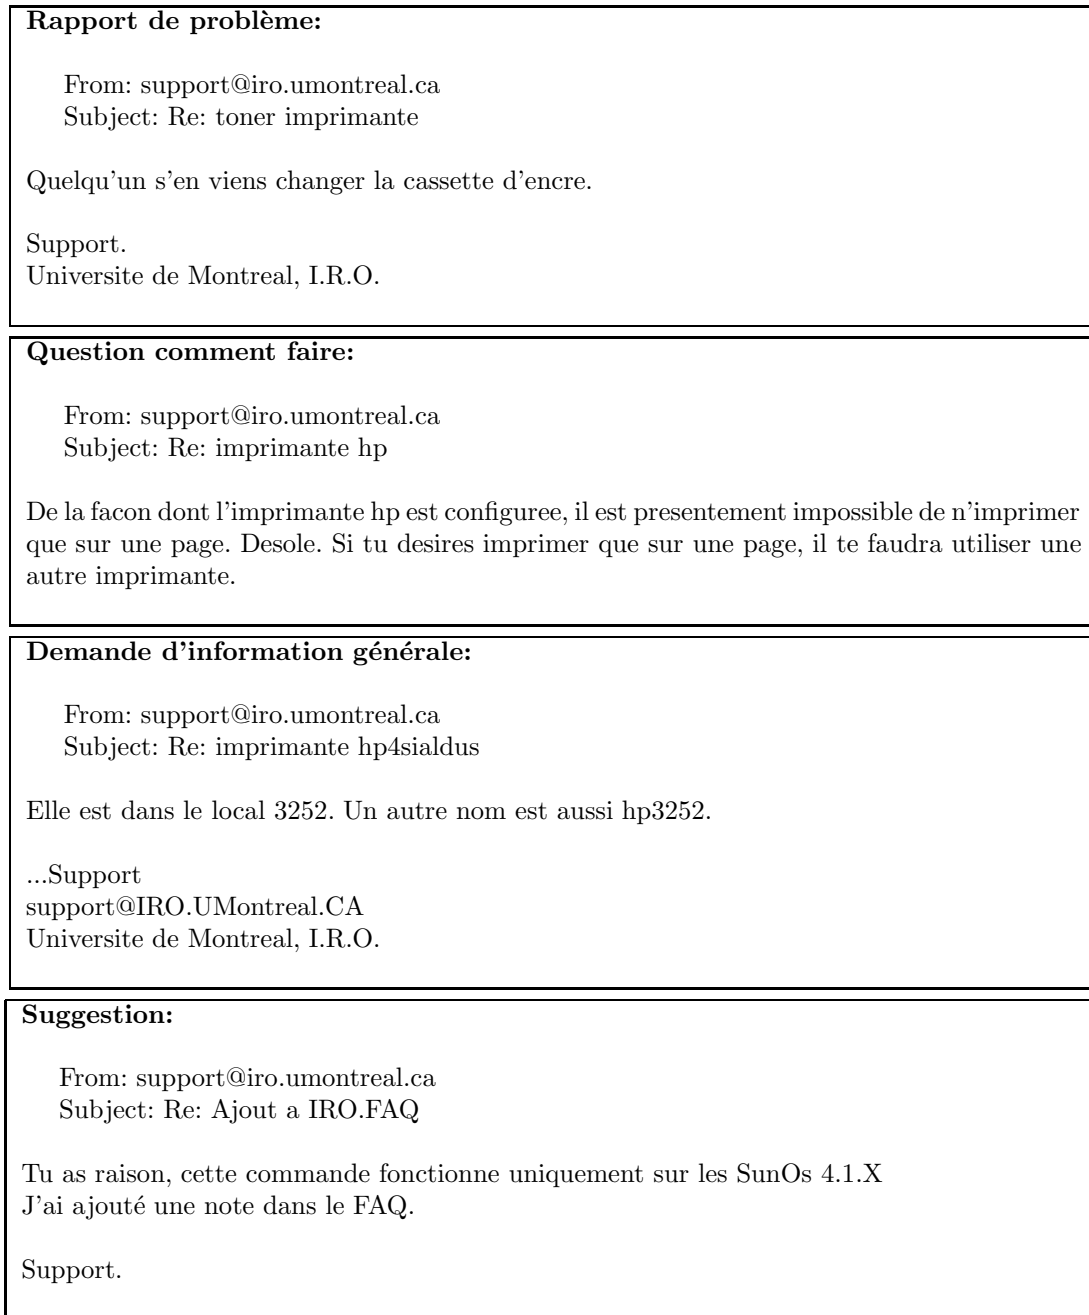 Rapport de problème:
From: support@iro.umontreal.ca
Subject: Re: toner imprimante
Quelqu'un s'en viens changer la cassette d'encre.
Support.
Universite de Montreal, I.R.O.
Question comment faire:
From: support@iro.umontreal.ca
Subject: Re: imprimante hp
De la facon dont l'imprimante hp est configuree, il est presentement impossible de n'imprimer
que sur une page. Desole. Si tu desires imprimer que sur une page, il te faudra utiliser une
autre imprimante.
Demande d'information générale:
From: support@iro.umontreal.ca
Subject: Re: imprimante hp4sialdus
Elle est dans le local 3252. Un autre nom est aussi hp3252.
...Support
support@IRO.UMontreal.CA
Universite de Montreal, I.R.O.
Suggestion:
From: support@iro.umontreal.ca
Subject: Re: Ajout a IRO.FAQ
Tu as raison, cette commande fonctionne uniquement sur les SunOs 4.1.X
J'ai ajouté une note dans le FAQ.
Support.